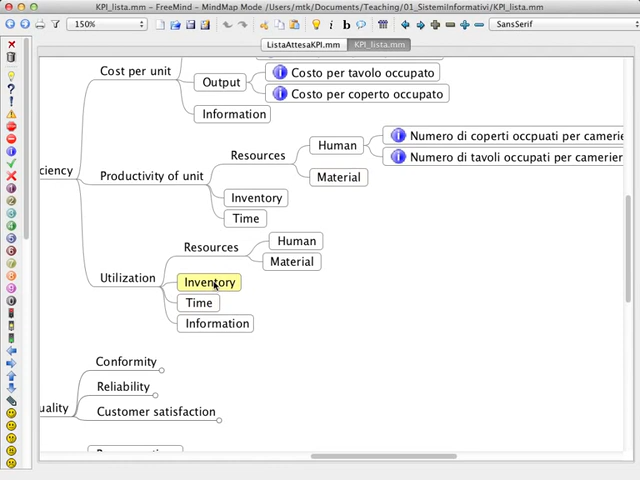 KPI_lista.mm - FreeMind - MindMap Mode /Users/mtk/Documents/Teaching/01_SistemiInformativi/KPI_lista.mm
150%
SansSerif
ListaAttesaKPI.mm
KPI_lista.mm
Cost per unit
Output
Costo per tavolo occupato
Costo per coperto occupato
Information
ciency
Productivity of unit
Resources
Human
Numero di coperti occpuati per camerie
Numero di tavoli occupati per camerier
Material
Inventory
Time
Utilization
Resources
Human
Material
Inventory
Time
Information
uality
Conformity
Reliability
Customer satisfaction